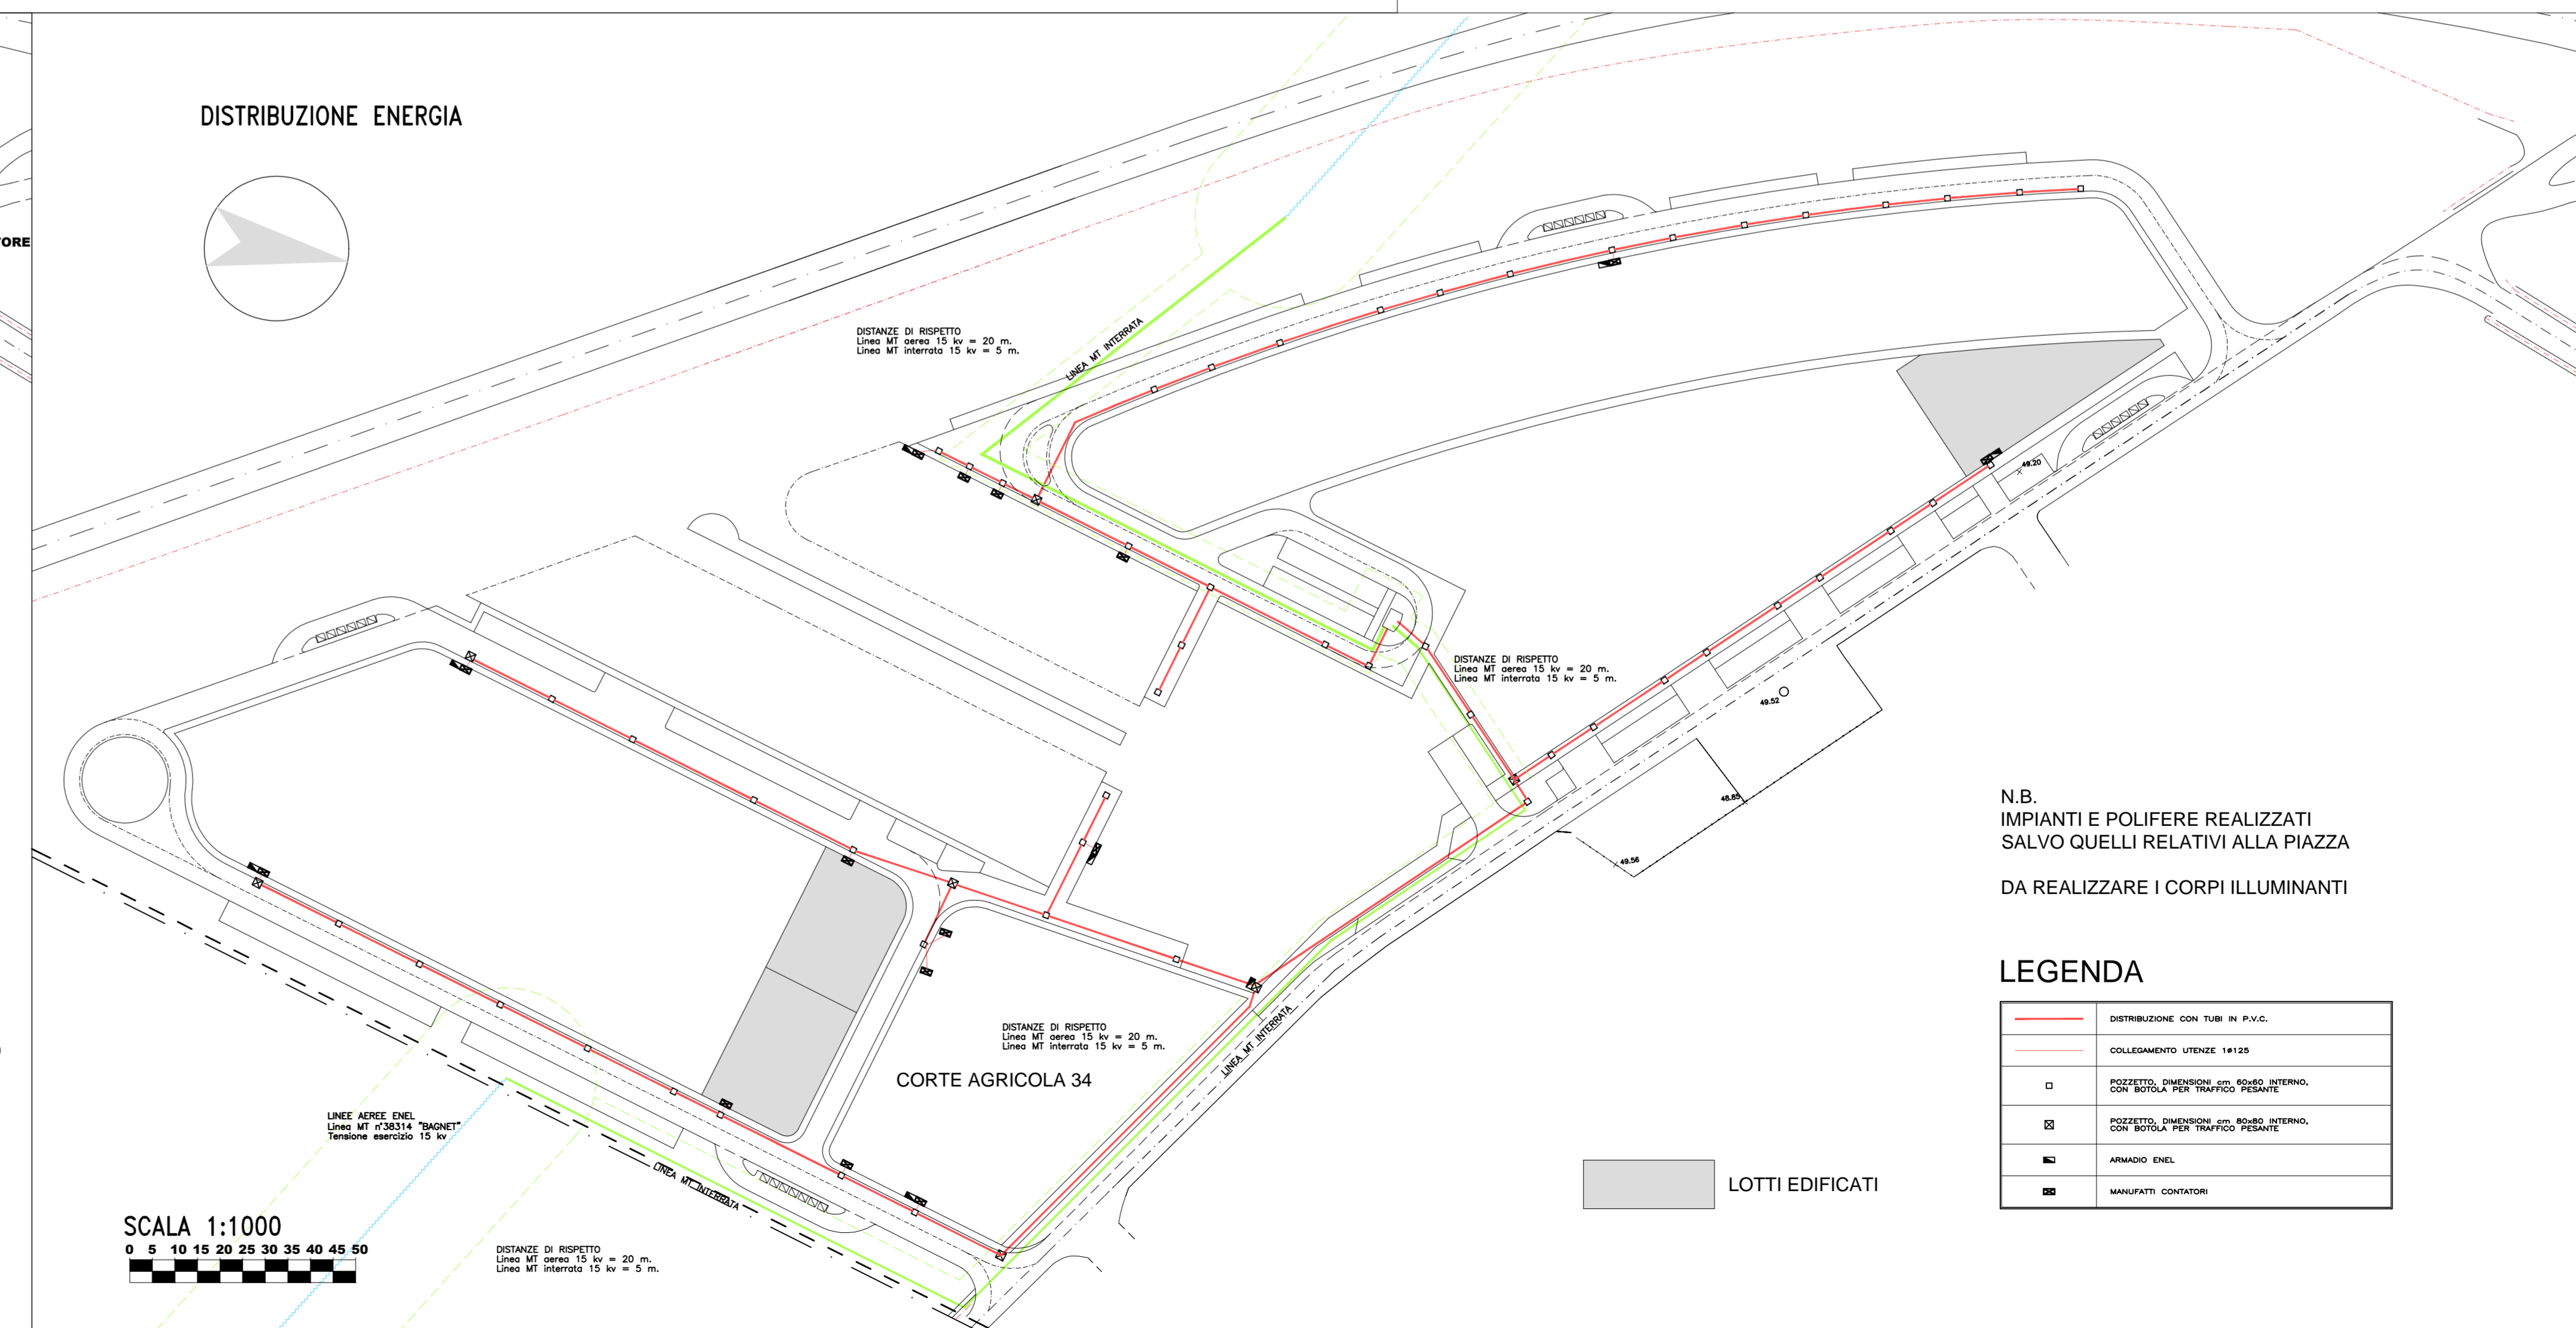 DISTRIBUZIONE ENERGIA
TORE
DISTANZE DI RISPETTO
Linea MT aerea 15 kv = 20 m.
Linea MT interrata 15 kv = 5 m.
LINEA MT INTERRATA
49.20
DISTANZE DI RISPETTO
Linea MT aerea 15 kv = 20 m.
Linea MT interrata 15 kv = 5 m.
49.52
48.85
49.56
N.B.
IMPIANTI E POLIFERE REALIZZATI
SALVO QUELLI RELATIVI ALLA PIAZZA
DA REALIZZARE I CORPI ILLUMINANTI
LEGENDA
DISTRIBUZIONE CON TUBI IN P.V.C.
COLLEGAMENTO UTENZE 1ø125
POZZETTO, DIMENSIONI cm 60x60 INTERNO,
CON BOTOLA PER TRAFFICO PESANTE
POZZETTO, DIMENSIONI cm 80x80 INTERNO,
CON BOTOLA PER TRAFFICO PESANTE
ARMADIO ENEL
MANUFATTI CONTATORI
DISTANZE DI RISPETTO
Linea MT aerea 15 kv = 20 m.
Linea MT interrata 15 kv = 5 m.
LINEA MT INTERRATA
CORTE AGRICOLA 34
LINEE AEREE ENEL
Linea MT n°38314 "BAGNET"
Tensione esercizio 15 kv
LINEA MT INTERRATA
LOTTI EDIFICATI
SCALA 1:1000
0 5 10 15 20 25 30 35 40 45 50
DISTANZE DI RISPETTO
Linea MT aerea 15 kv = 20 m.
Linea MT interrata 15 kv = 5 m.